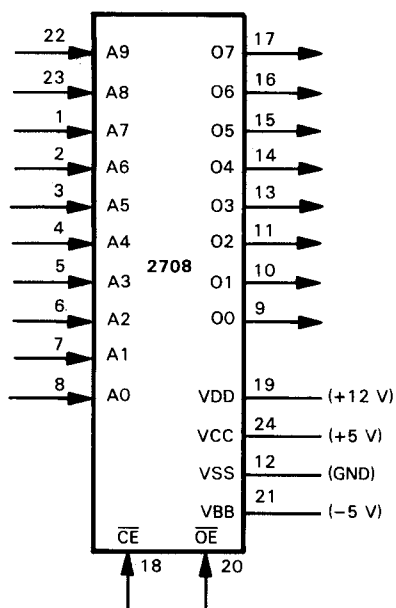 22 A9 O7 17
23 A8 O6 16
1 A7 O5 15
2 A6 O4 14
3 A5 O3 13
4 A4 O2 11
2708
5 A3 O1 10
6 A2 O0 9
7 A1
8 A0 VDD 19 (+12 V)
VCC 24 (+5 V)
VSS 12 (GND)
VBB 21 (−5 V)
C̅E̅ O̅E̅
18 20